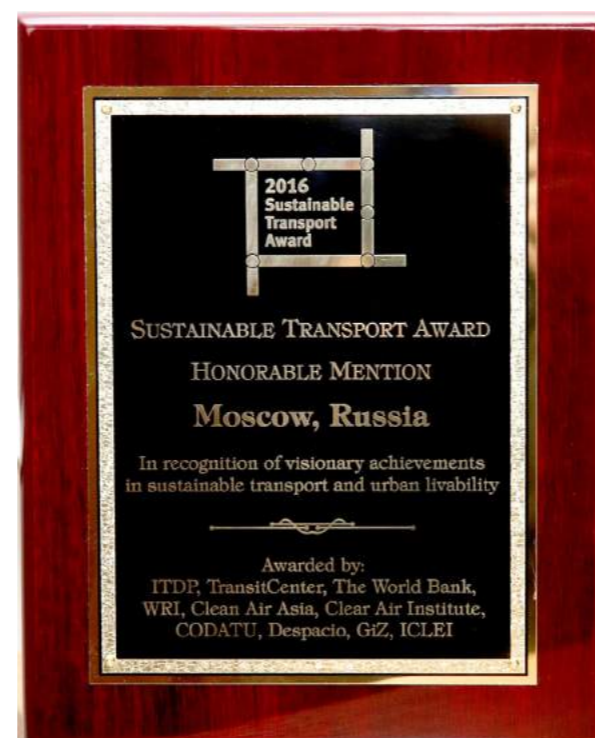 2016
Sustainable
Transport
Award
SUSTAINABLE TRANSPORT AWARD
HONORABLE MENTION
Moscow, Russia
In recognition of visionary achievements
in sustainable transport and urban livability
Awarded by:
ITDP, TransitCenter, The World Bank,
WRI, Clean Air Asia, Clear Air Institute,
CODATU, Despacio, GiZ, ICLEI